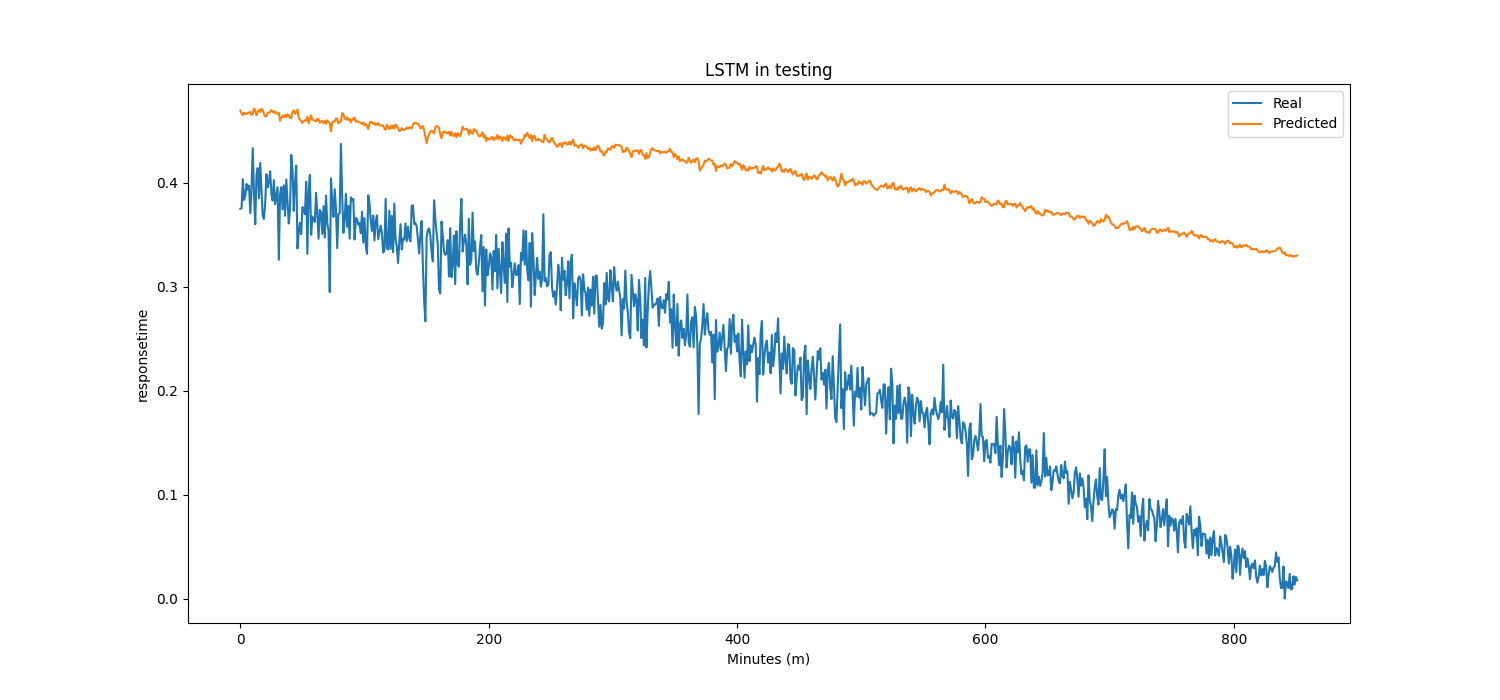 LSTM in testing
Real
Predicted
0.4
0.3
0.2
0.1
0.0
responsetime
0 200 400 600 800
Minutes (m)